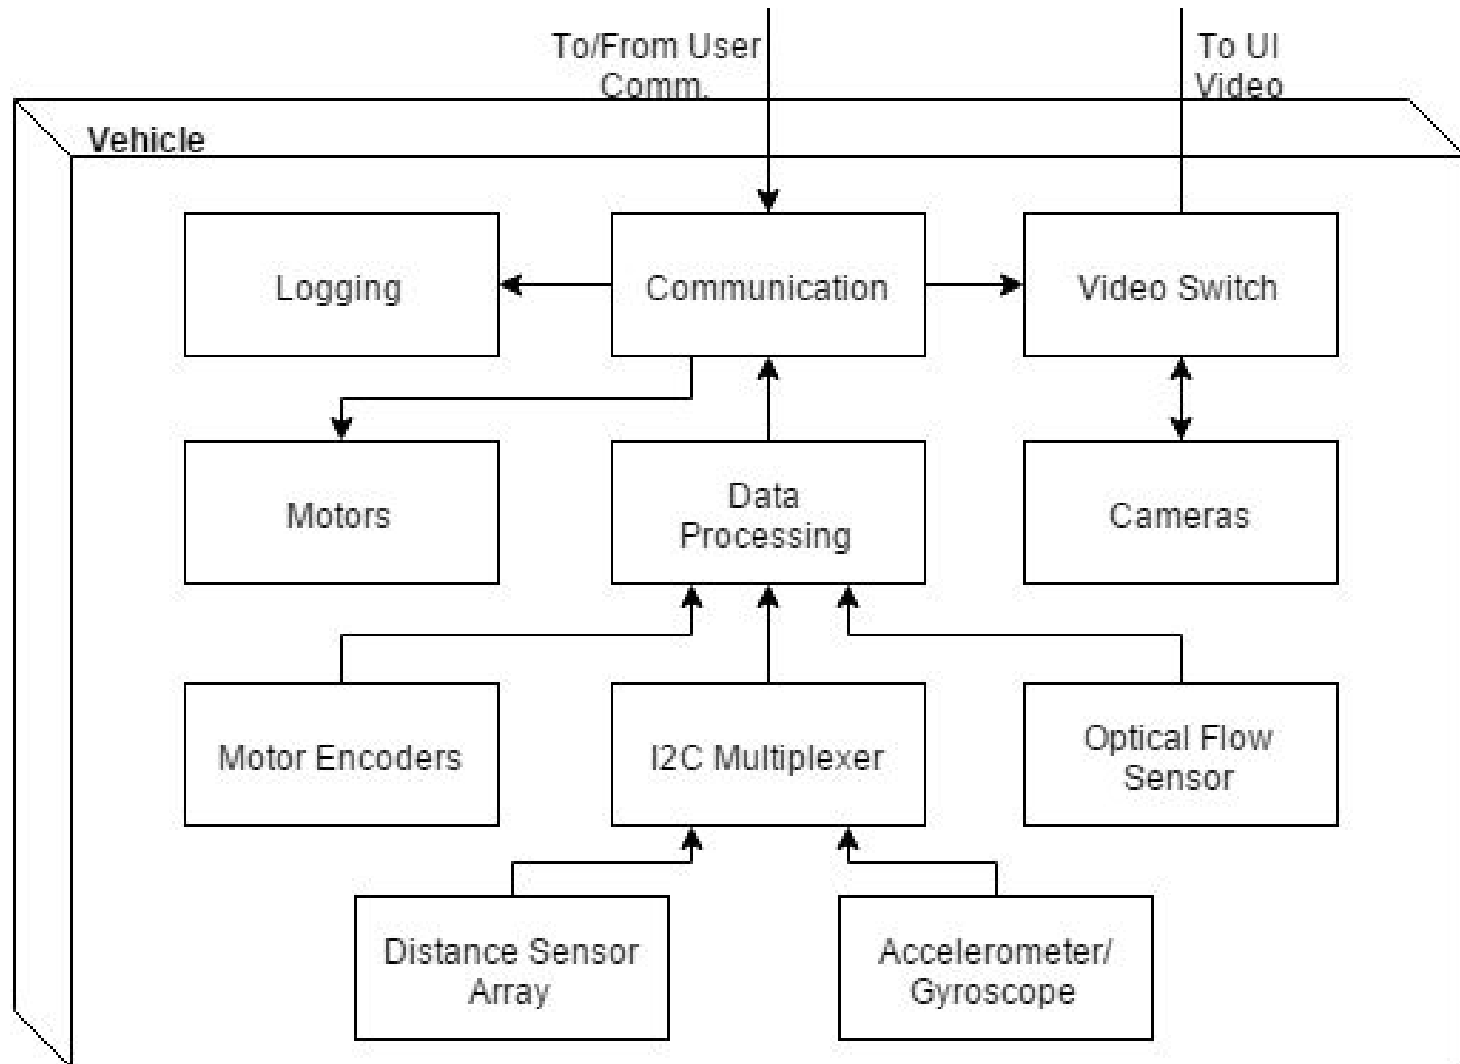 To/From User
Comm.
To UI
Video
Vehicle
Logging
Communication
Video Switch
Motors
Data
Processing
Cameras
Motor Encoders
I2C Multiplexer
Optical Flow
Sensor
Distance Sensor
Array
Accelerometer/
Gyroscope